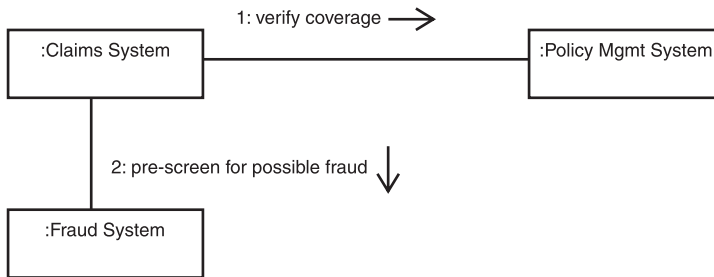 1: verify coverage
:Claims System
:Policy Mgmt System
2: pre-screen for possible fraud
:Fraud System